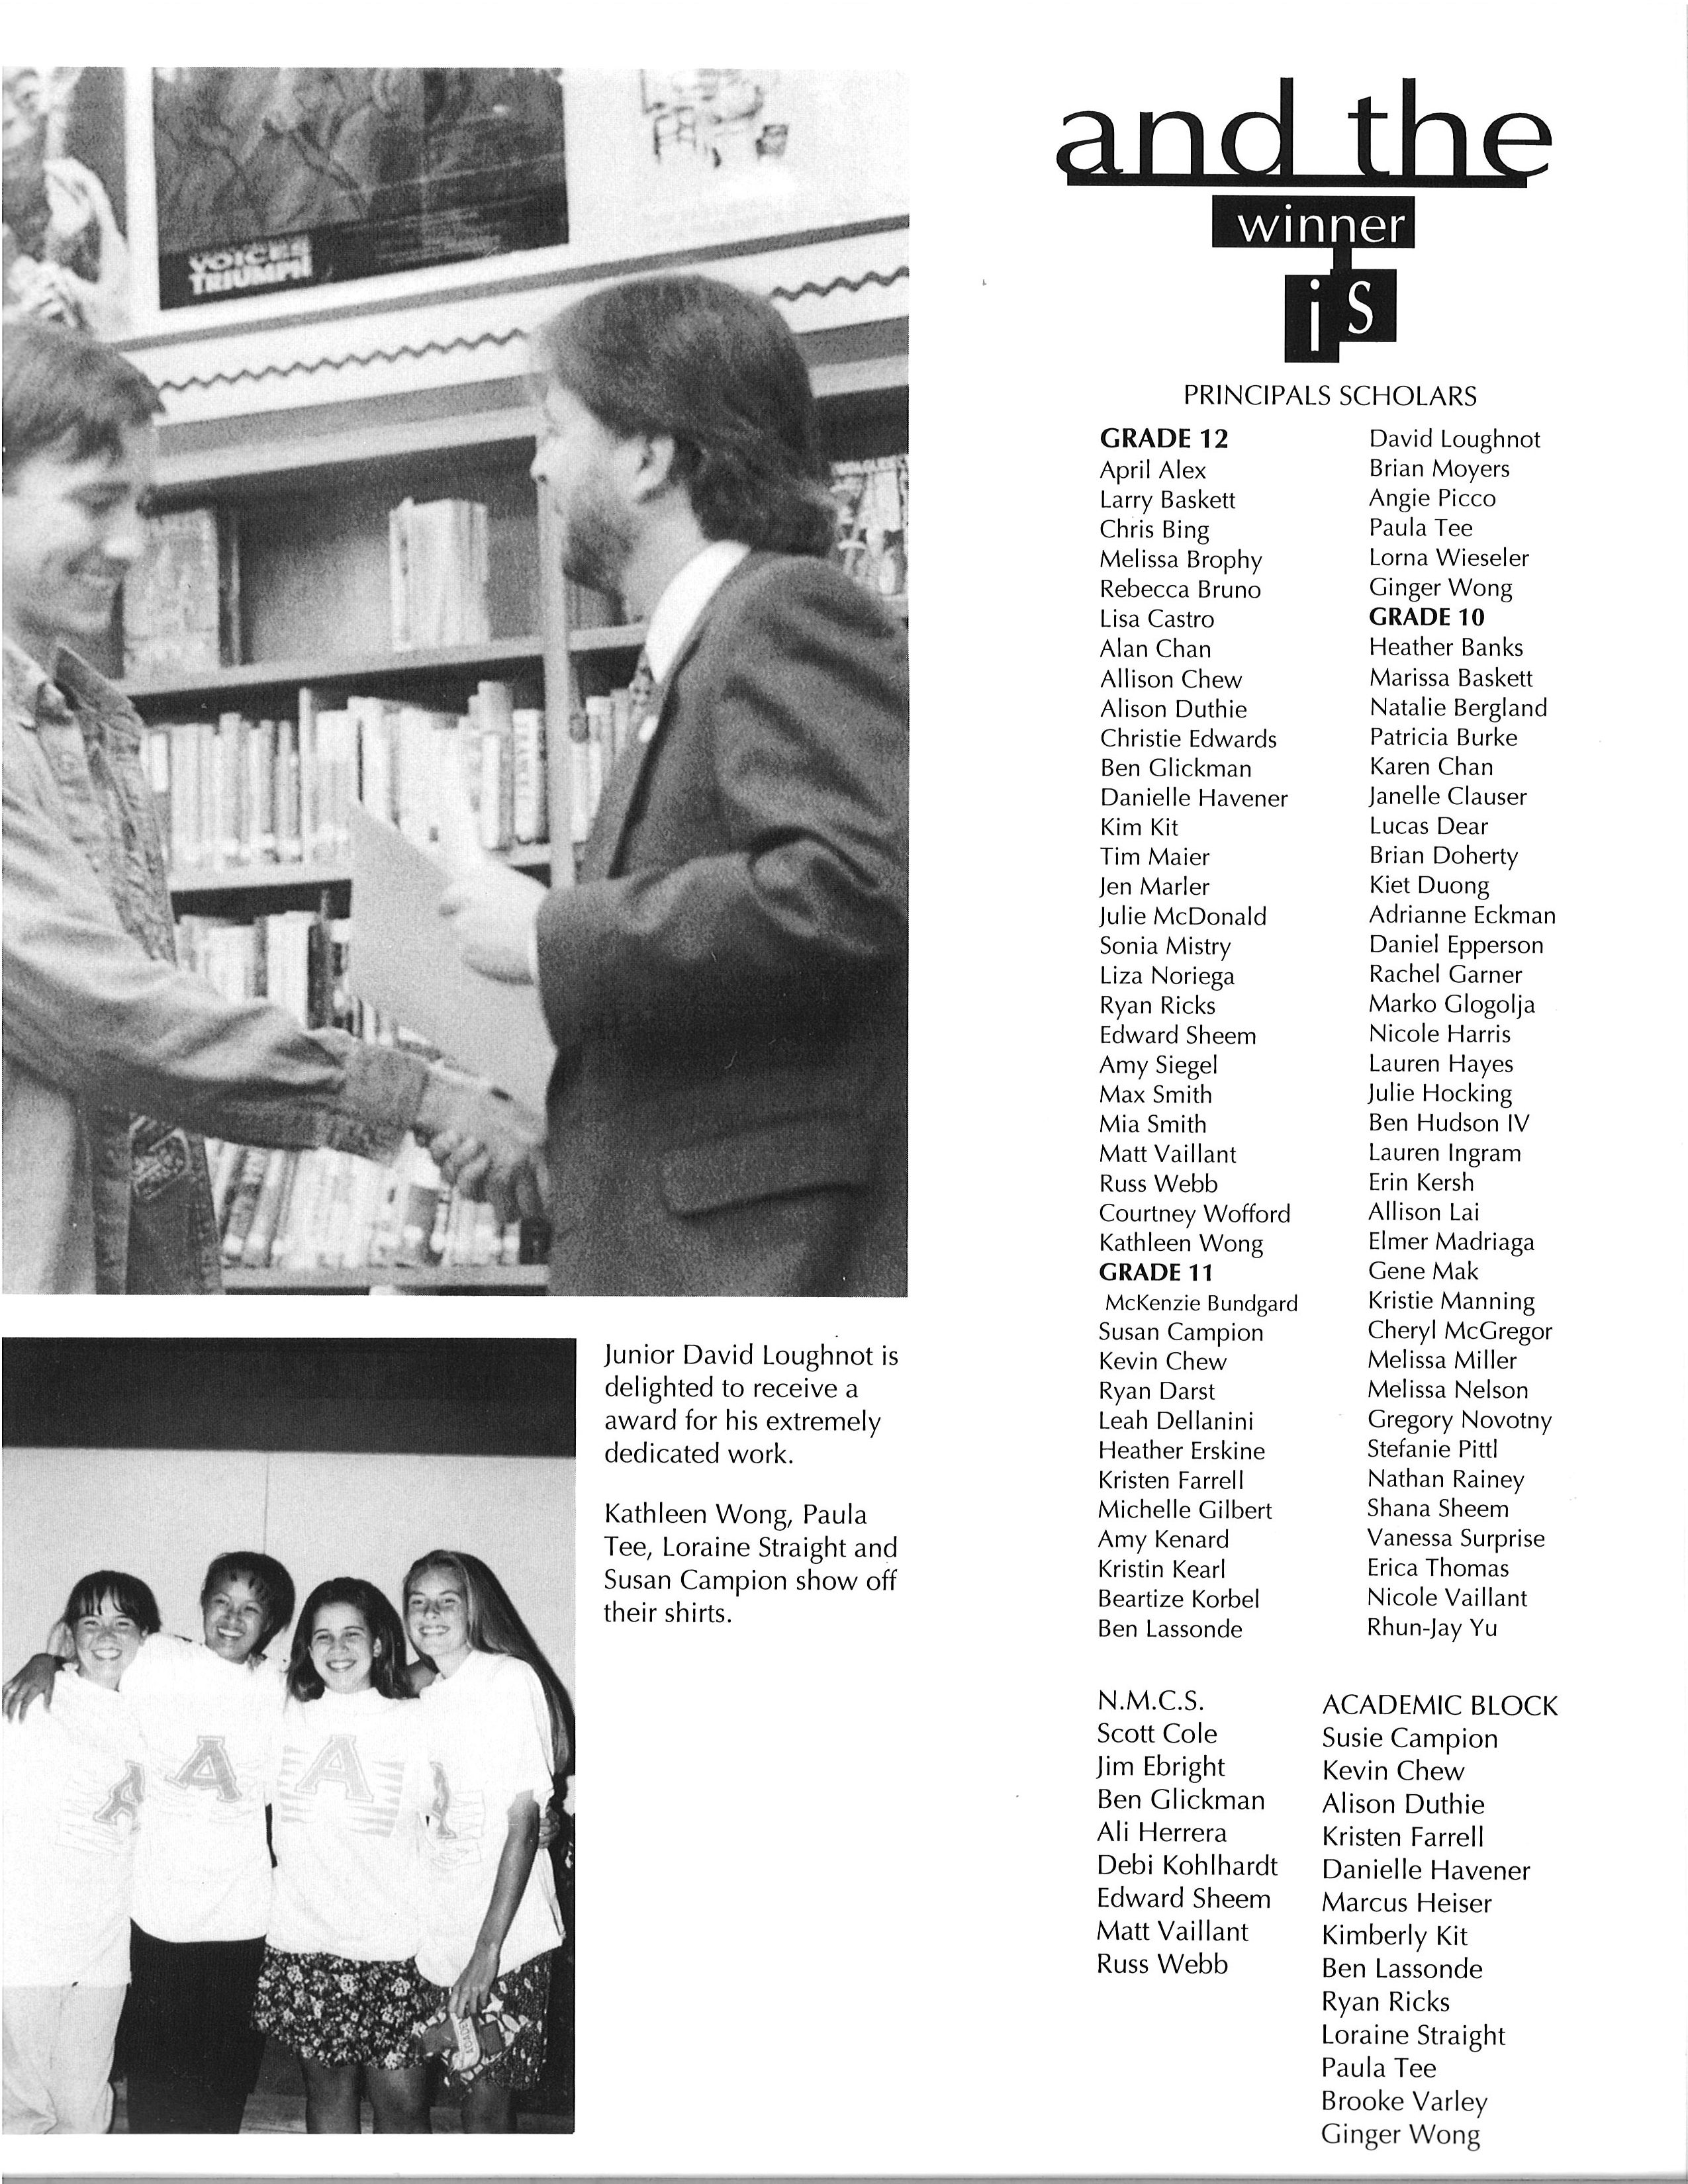 VOICES
TRIUMPH
and the
winner
is
PRINCIPALS SCHOLARS
GRADE 12
April Alex
Larry Baskett
Chris Bing
Melissa Brophy
Rebecca Bruno
Lisa Castro
Alan Chan
Allison Chew
Alison Duthie
Christie Edwards
Ben Glickman
Danielle Havener
Kim Kit
Tim Maier
Jen Marler
Julie McDonald
Sonia Mistry
Liza Noriega
Ryan Ricks
Edward Sheem
Amy Siegel
Max Smith
Mia Smith
Matt Vaillant
Russ Webb
Courtney Wofford
Kathleen Wong
GRADE 11
McKenzie Bundgard
Susan Campion
Kevin Chew
Ryan Darst
Leah Dellanini
Heather Erskine
Kristen Farrell
Michelle Gilbert
Amy Kenard
Kristin Kearl
Beartize Korbel
Ben Lassonde
David Loughnot
Brian Moyers
Angie Picco
Paula Tee
Lorna Wieseler
Ginger Wong
GRADE 10
Heather Banks
Marissa Baskett
Natalie Bergland
Patricia Burke
Karen Chan
Janelle Clauser
Lucas Dear
Brian Doherty
Kiet Duong
Adrianne Eckman
Daniel Epperson
Rachel Garner
Marko Glogolja
Nicole Harris
Lauren Hayes
Julie Hocking
Ben Hudson IV
Lauren Ingram
Erin Kersh
Allison Lai
Elmer Madriaga
Gene Mak
Kristie Manning
Cheryl McGregor
Melissa Miller
Melissa Nelson
Gregory Novotny
Stefanie Pittl
Nathan Rainey
Shana Sheem
Vanessa Surprise
Erica Thomas
Nicole Vaillant
Rhun-Jay Yu
Junior David Loughnot is
delighted to receive a
award for his extremely
dedicated work.
Kathleen Wong, Paula
Tee, Loraine Straight and
Susan Campion show off
their shirts.
A
A
A
N.M.C.S.
Scott Cole
Jim Ebright
Ben Glickman
Ali Herrera
Debi Kohlhardt
Edward Sheem
Matt Vaillant
Russ Webb
ACADEMIC BLOCK
Susie Campion
Kevin Chew
Alison Duthie
Kristen Farrell
Danielle Havener
Marcus Heiser
Kimberly Kit
Ben Lassonde
Ryan Ricks
Loraine Straight
Paula Tee
Brooke Varley
Ginger Wong